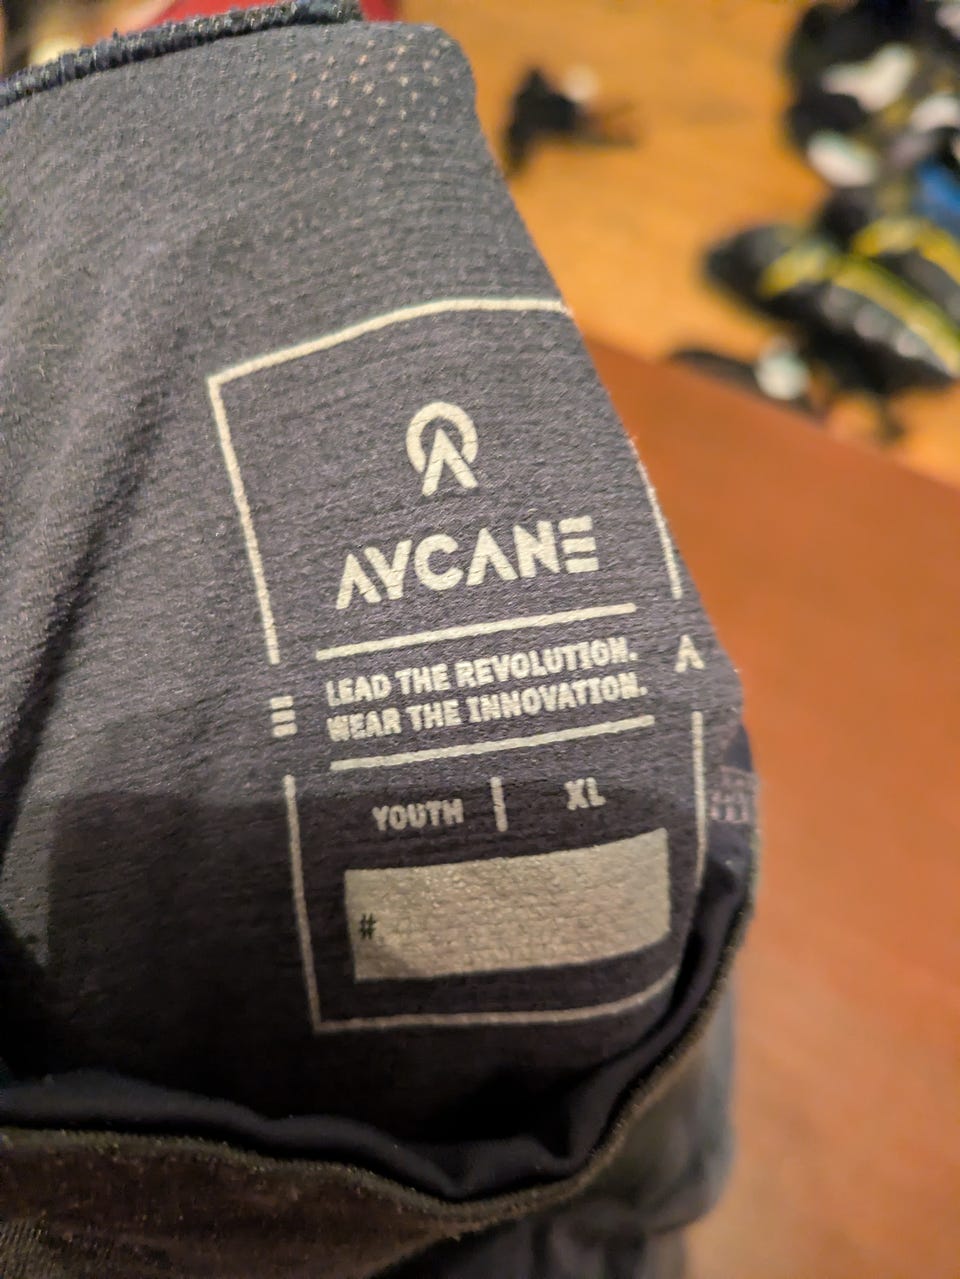 AYCANE
LEAD THE REVOLUTION.
WEAR THE INNOVATION.
YOUTH | XL
#